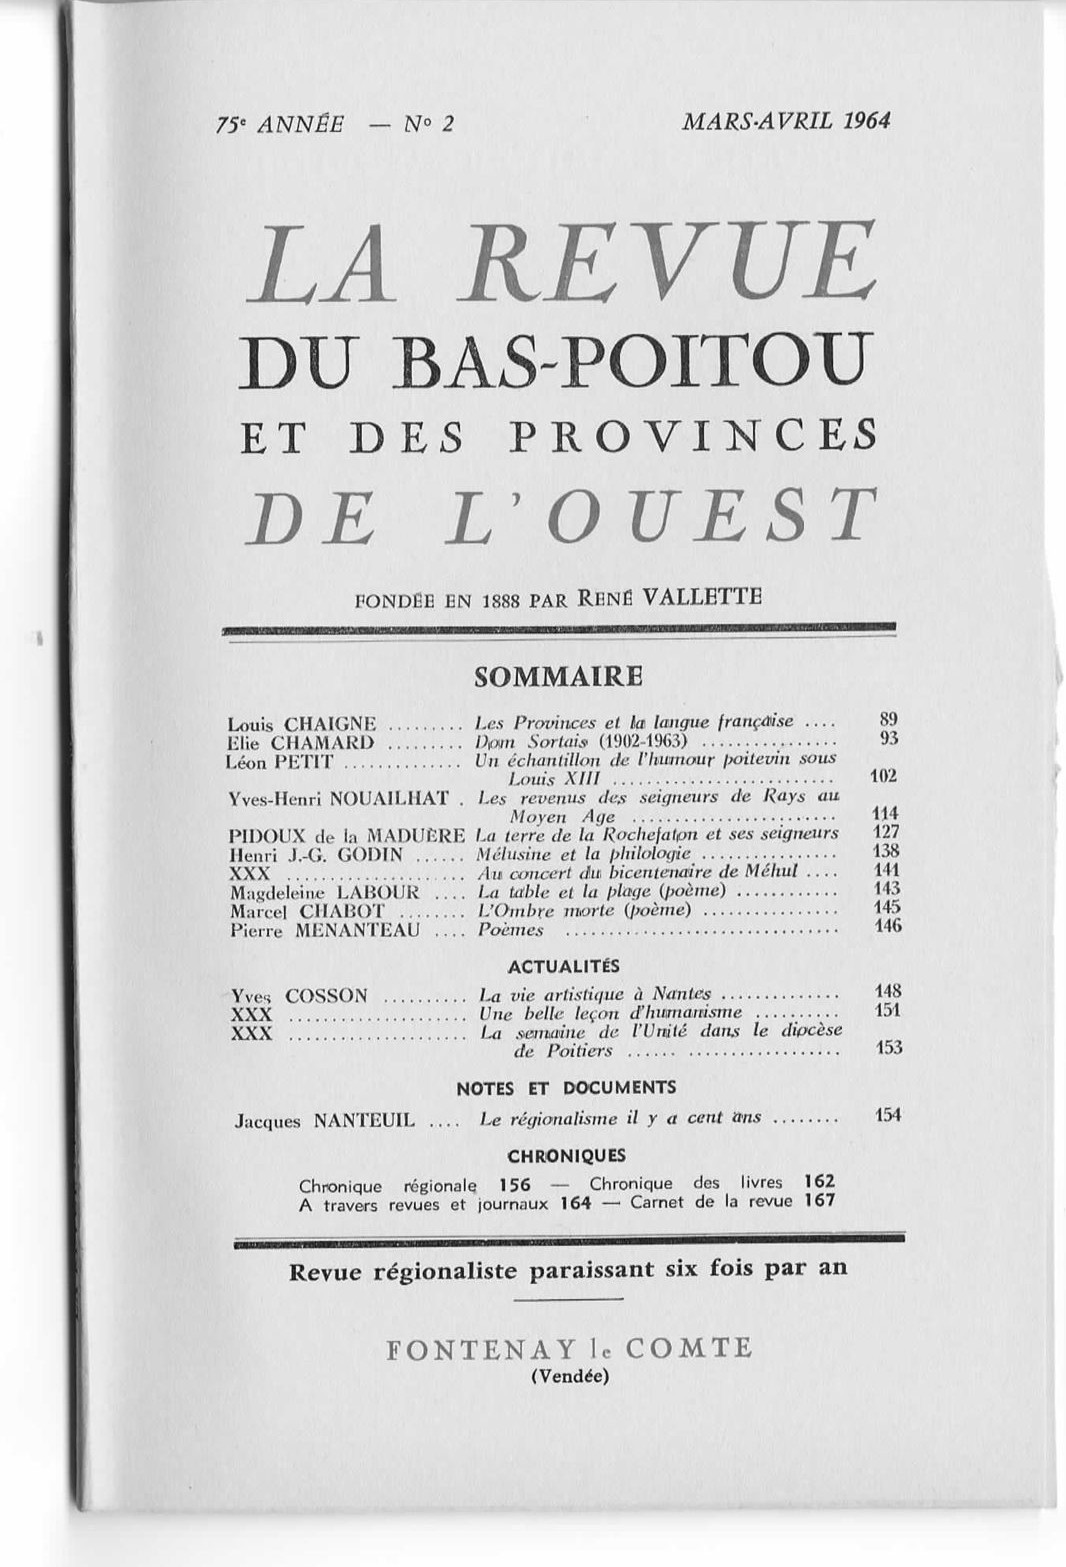 75e ANNÉE — No 2 MARS-AVRIL 1964
LA REVUE
DU BAS-POITOU
ET DES PROVINCES
DE L'OUEST
FONDÉE EN 1888 PAR RENÉ VALLETTE
SOMMAIRE
Louis CHAIGNE ......... Les Provinces et la langue française .... 89
Elie CHAMARD ......... Dom Sortais (1902-1963) ................ 93
Léon PETIT .............. Un échantillon de l'humour poitevin sous
Louis XIII .......................... 102
Yves-Henri NOUAILHAT . Les revenus des seigneurs de Rays au
Moyen Age ........................ 114
PIDOUX de la MADUÈRE La terre de la Rochefaton et ses seigneurs 127
Henri J.-G. GODIN ...... Mélusine et la philologie ................ 138
XXX ..................... Au concert du bicentenaire de Méhul .... 141
Magdeleine LABOUR .... La table et la plage (poème) ............ 143
Marcel CHABOT ........ L'Ombre morte (poème) ................ 145
Pierre MENANTEAU .... Poèmes ................................ 146
ACTUALITÉS
Yves COSSON .......... La vie artistique à Nantes .............. 148
XXX ..................... Une belle leçon d'humanisme .......... 151
XXX ..................... La semaine de l'Unité dans le diocèse
de Poitiers ...... .................. 153
NOTES ET DOCUMENTS
Jacques NANTEUIL .... Le régionalisme il y a cent ans ........ 154
CHRONIQUES
Chronique régionale 156 — Chronique des livres 162
A travers revues et journaux 164 — Carnet de la revue 167
Revue régionaliste paraissant six fois par an
FONTENAY le COMTE
(Vendée)